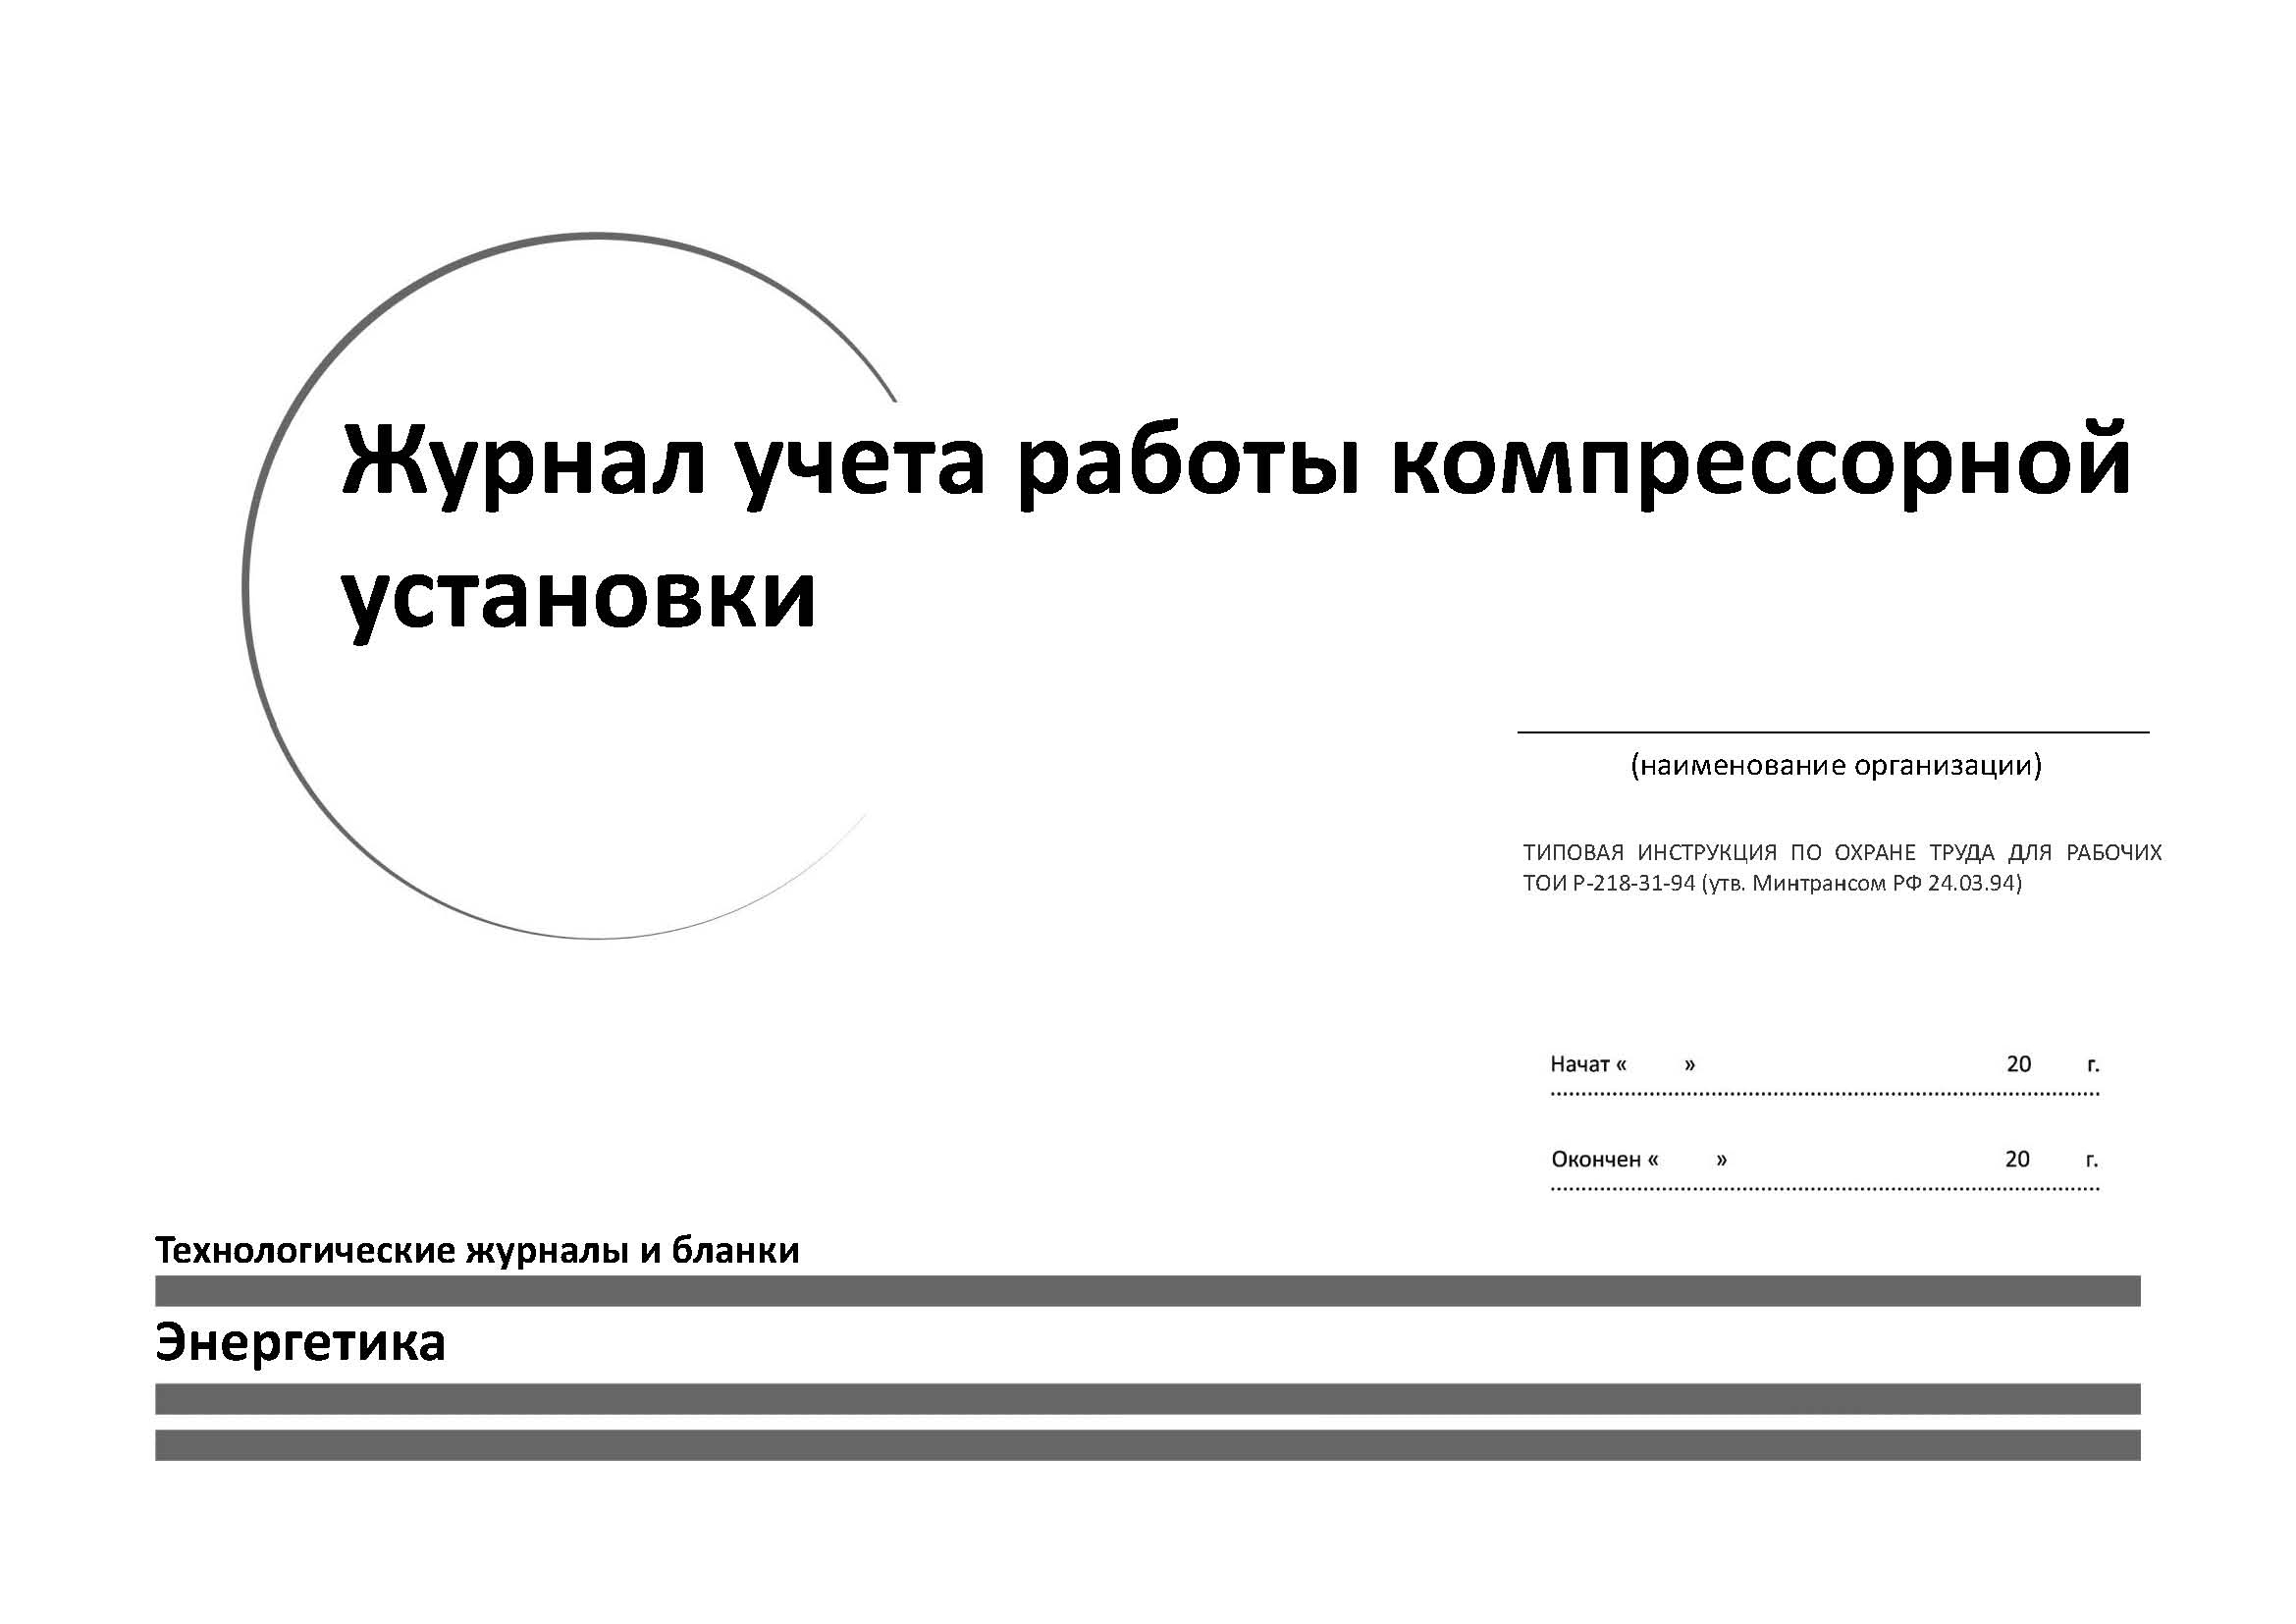 Журнал учета работы компрессорной
установки
(наименование организации)
ТИПОВАЯ ИНСТРУКЦИЯ ПО ОХРАНЕ ТРУДА ДЛЯ РАБОЧИХ
ТОИ Р-218-31-94 (утв. Минтрансом РФ 24.03.94)
Начат « » 20 г.
Окончен « » 20 г.
Технологические журналы и бланки
Энергетика